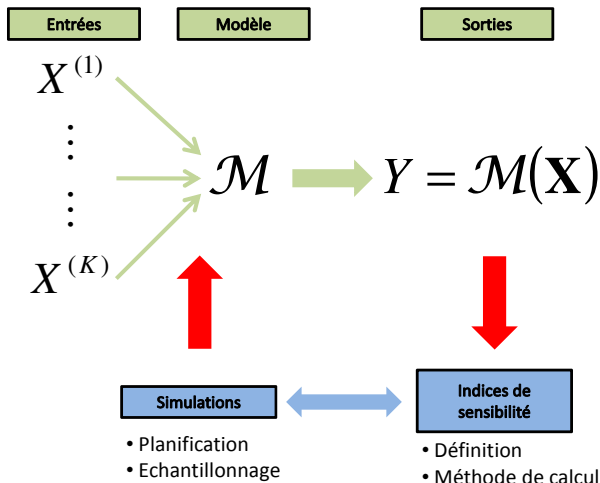 Entrées Modèle Sorties
X^{(1)}
⋮
ℳ Y = ℳ(X)
⋮
X^{(K)}
Simulations
Indices de
sensibilité
• Planification
• Echantillonnage
• Définition
• Méthode de calcul